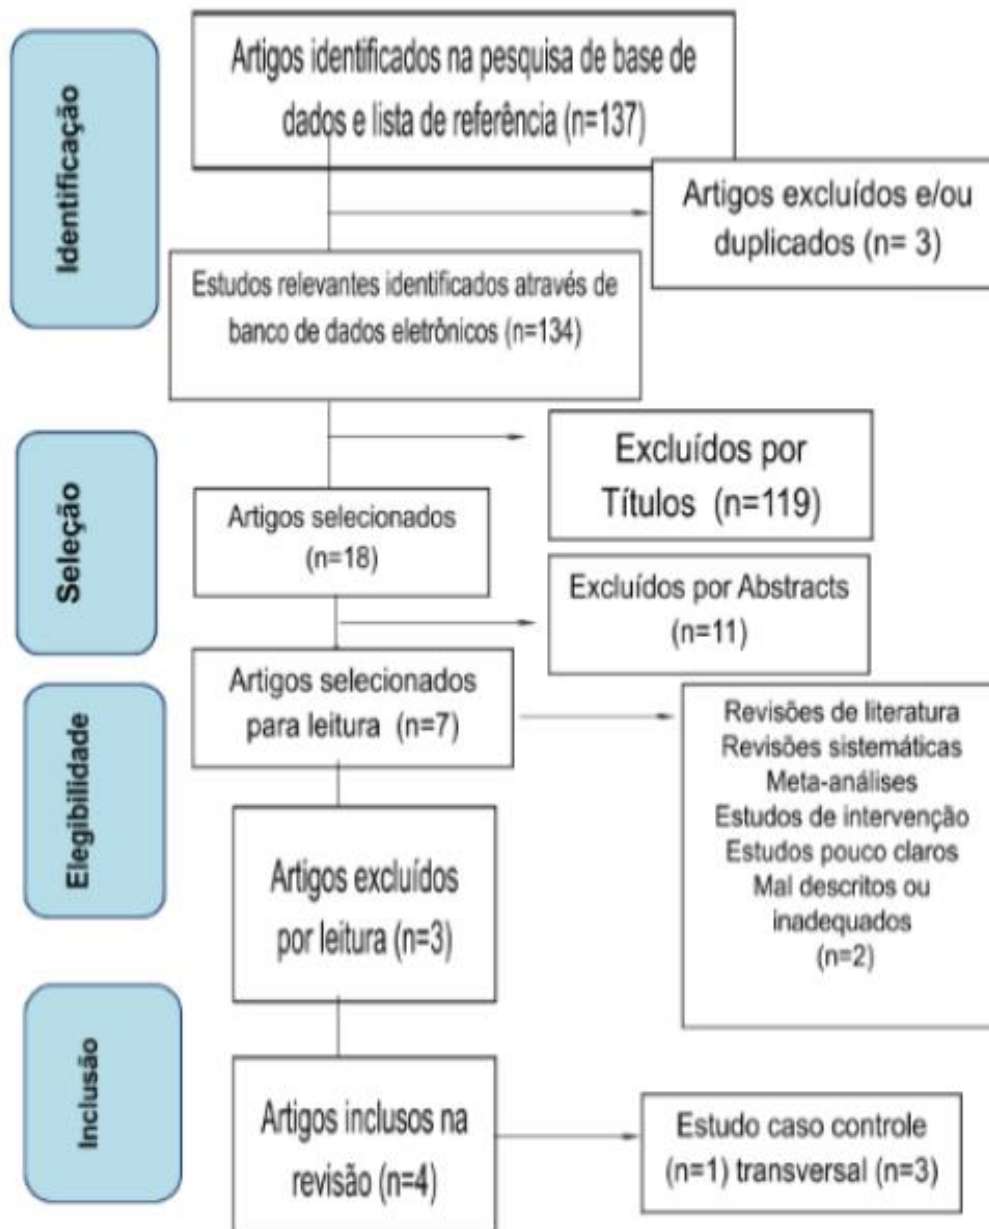 Identificação
Artigos identificados na pesquisa de base de
dados e lista de referência (n=137)
Artigos excluídos e/ou
duplicados (n= 3)
Estudos relevantes identificados através de
banco de dados eletrônicos (n=134)
Seleção
Excluídos por
Títulos (n=119)
Artigos selecionados
(n=18)
Excluídos por Abstracts
(n=11)
Elegibilidade
Artigos selecionados
para leitura (n=7)
Revisões de literatura
Revisões sistemáticas
Meta-análises
Estudos de intervenção
Estudos pouco claros
Mal descritos ou
inadequados
(n=2)
Artigos excluídos
por leitura (n=3)
Inclusão
Artigos inclusos na
revisão (n=4)
Estudo caso controle
(n=1) transversal (n=3)